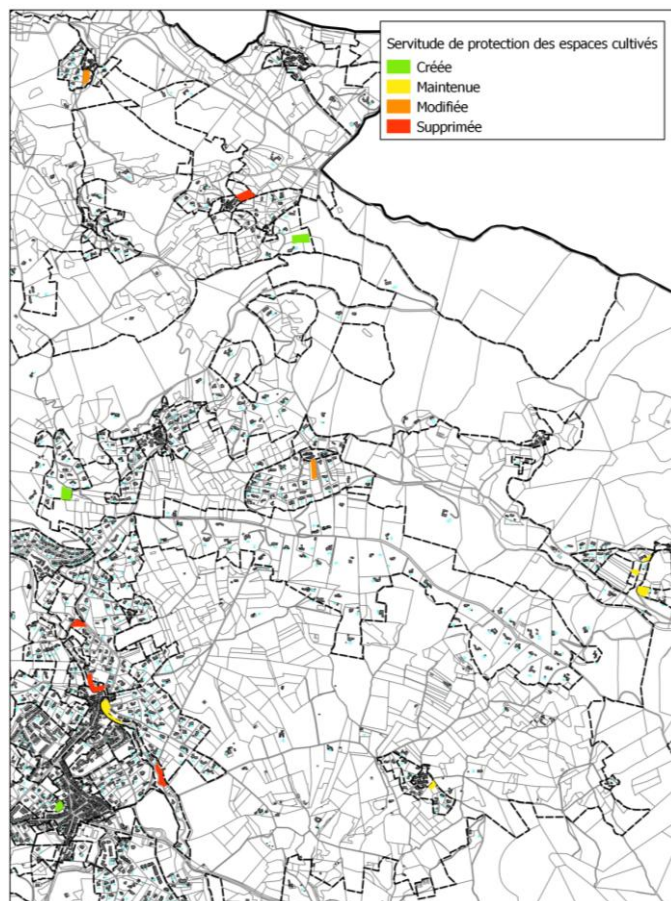 Servitude de protection des espaces cultivés
Créée
Maintenue
Modifiée
Supprimée